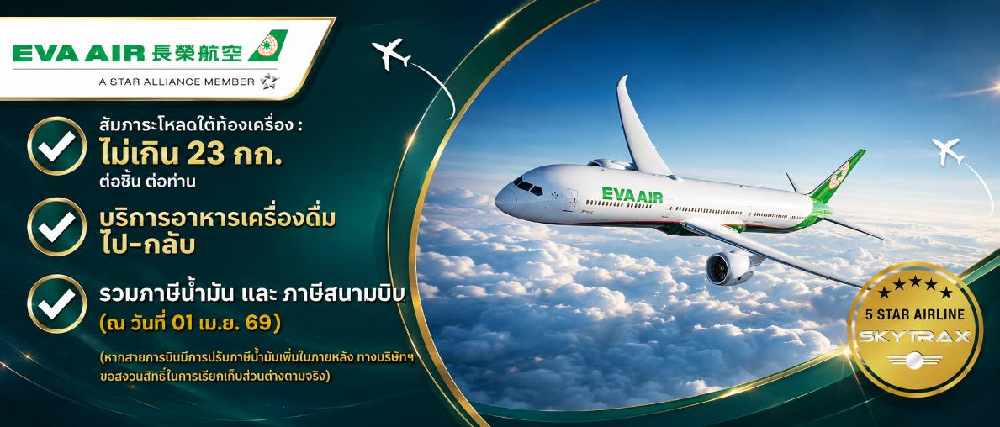 EVA AIR 長榮航空
A STAR ALLIANCE MEMBER
สัมภาระโหลดใต้ท้องเครื่อง :
ไม่เกิน 23 กก.
ต่อชิ้น ต่อท่าน
บริการอาหารเครื่องดื่ม
ไป-กลับ
รวมภาษีน้ำมัน และ ภาษีสนามบิน
(ณ วันที่ 01 เม.ย. 69)
(หากสายการบินมีการปรับภาษีน้ำมันเพิ่มในภายหลัง ทางบริษัทฯ
ขอสงวนสิทธิ์ในการเรียกเก็บส่วนต่างตามจริง)
EVA AIR
5 STAR AIRLINE
SKYTRAX